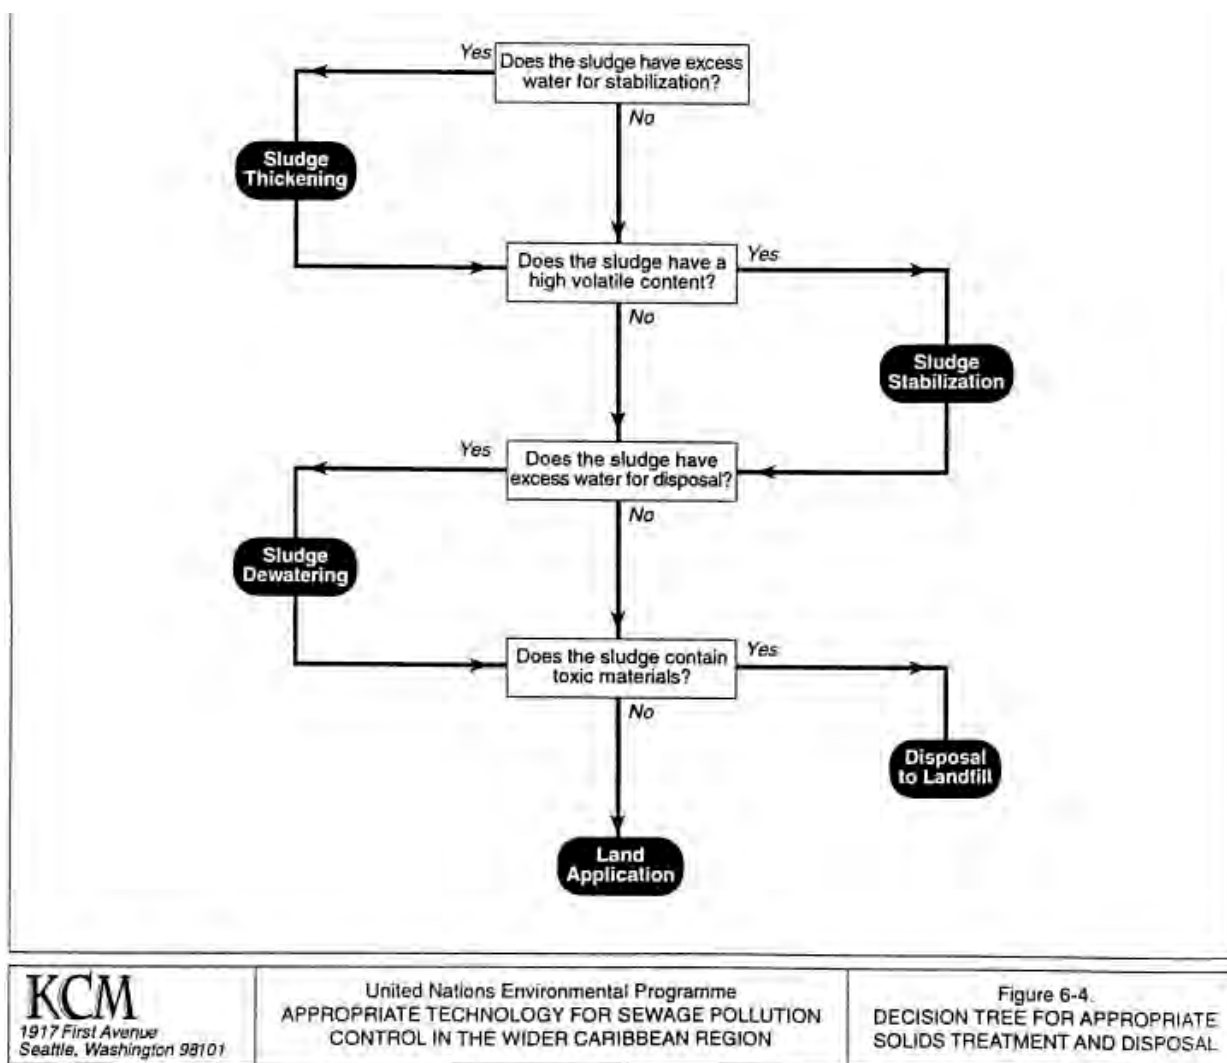 Yes
Does the sludge have excess
water for stabilization?
No
Sludge
Thickening
Does the sludge have a
high volatile content?
Yes
No
Sludge
Stabilization
Yes
Does the sludge have
excess water for disposal?
No
Sludge
Dewatering
Does the sludge contain
toxic materials?
Yes
No
Disposal
to Landfill
Land
Application
KCM
1917 First Avenue
Seattle, Washington 98101
United Nations Environmental Programme
APPROPRIATE TECHNOLOGY FOR SEWAGE POLLUTION
CONTROL IN THE WIDER CARIBBEAN REGION
Figure 6-4.
DECISION TREE FOR APPROPRIATE
SOLIDS TREATMENT AND DISPOSAL